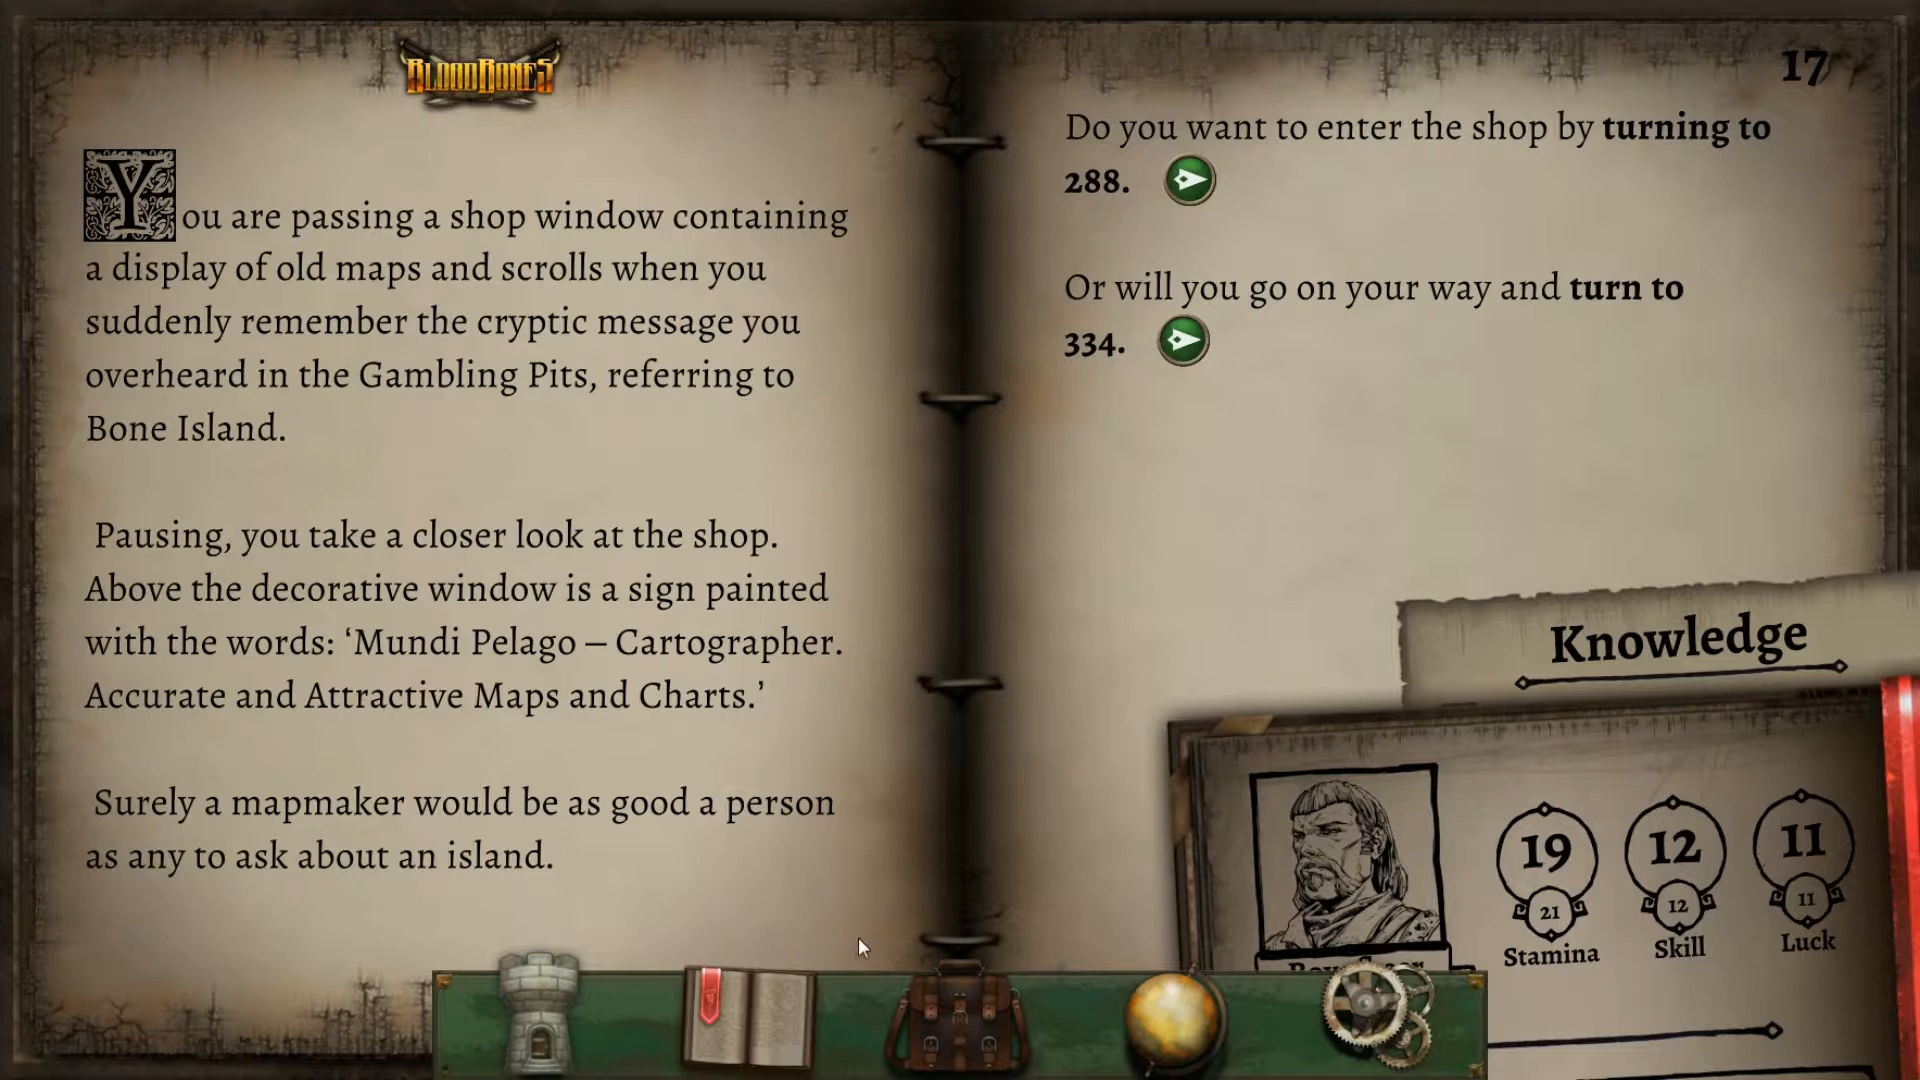 BLOODBONES
17
You are passing a shop window containing
a display of old maps and scrolls when you
suddenly remember the cryptic message you
overheard in the Gambling Pits, referring to
Bone Island.
Pausing, you take a closer look at the shop.
Above the decorative window is a sign painted
with the words: ‘Mundi Pelago – Cartographer.
Accurate and Attractive Maps and Charts.’
Surely a mapmaker would be as good a person
as any to ask about an island.
Do you want to enter the shop by turning to
288.
Or will you go on your way and turn to
334.
Knowledge
19 12 11
21 12 11
Stamina Skill Luck